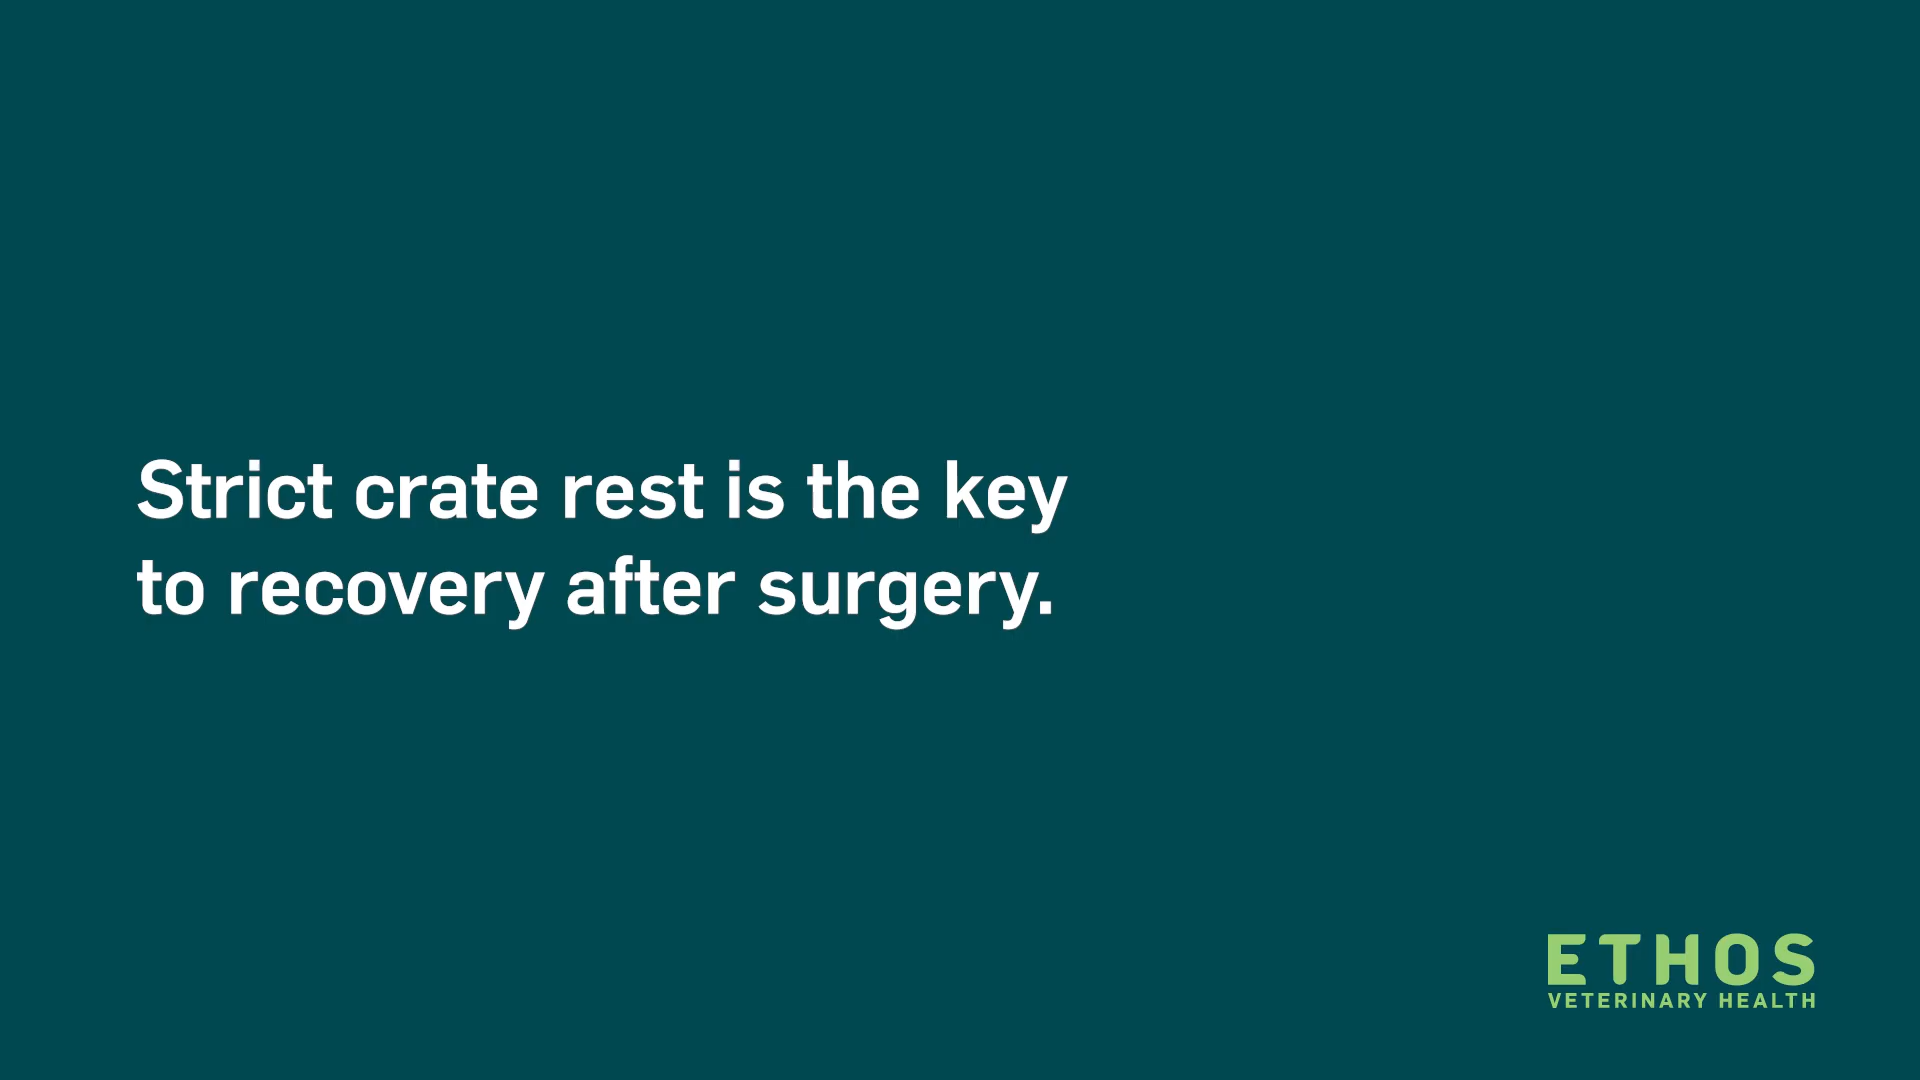 Strict crate rest is the key
to recovery after surgery.
ETHOS
VETERINARY HEALTH